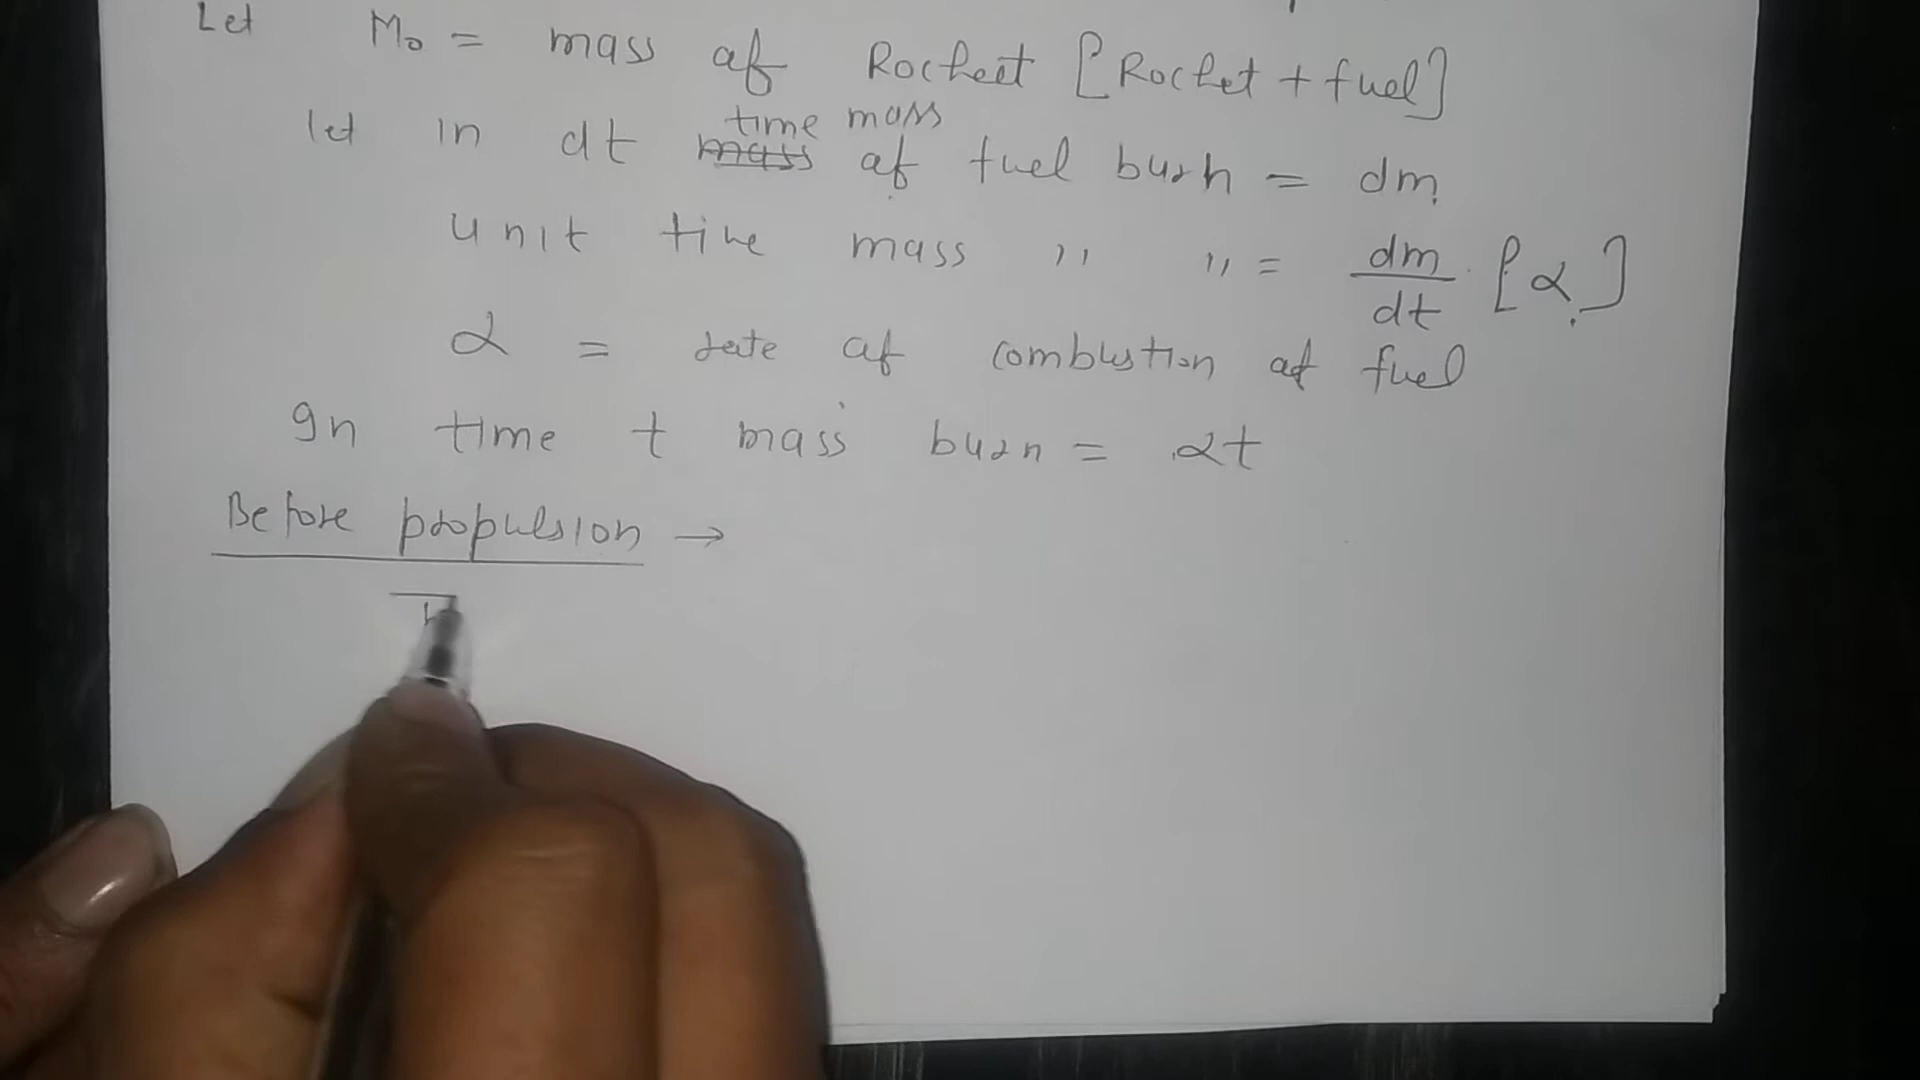 Let M₀ = mass of Rocheet [Rocket + fuel]
let in dt time mass of fuel burn = dm
unit time mass " " = dm/dt [α]
α = rate of combustion of fuel
In time t mass burn = αt
Before propulsion →